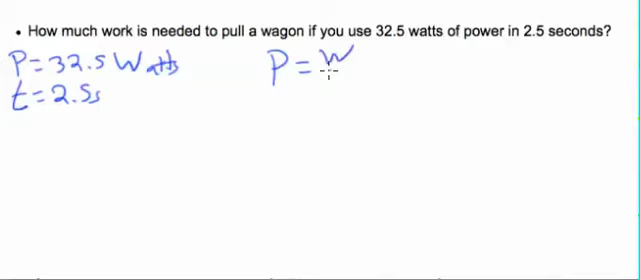 • How much work is needed to pull a wagon if you use 32.5 watts of power in 2.5 seconds?
P=32.5 Watts
P=W
t=2.5s